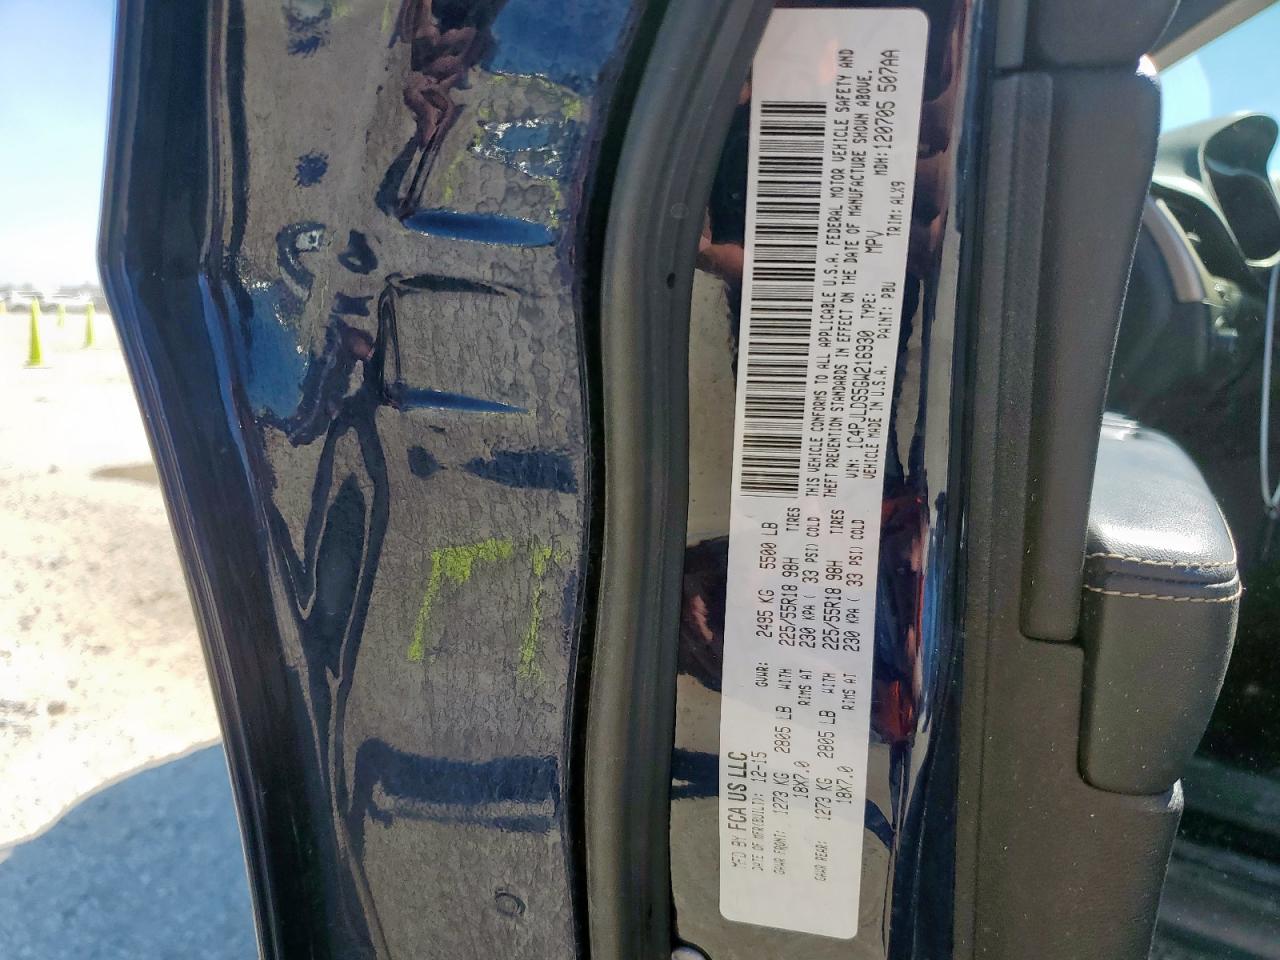 MFD BY FCA US LLC
DATE OF MFR(BUILT): 12-15 GVWR: 2495 KG 5500 LB
GAWR FRONT: 1273 KG 2805 LB WITH 225/55R18 98H TIRES
18X7.0 RIMS AT 230 KPA ( 33 PSI) COLD
GAWR REAR: 1273 KG 2805 LB WITH 225/55R18 98H TIRES
18X7.0 RIMS AT 230 KPA ( 33 PSI) COLD
THIS VEHICLE CONFORMS TO ALL APPLICABLE U.S.A. FEDERAL MOTOR VEHICLE SAFETY AND
THEFT PREVENTION STANDARDS IN EFFECT ON THE DATE OF MANUFACTURE SHOWN ABOVE.
VIN: 1C4PJLDS5GW216930 TYPE: MPV MDH:120705 507AA
VEHICLE MADE IN U.S.A. PAINT: PBU TRIM: ALX9